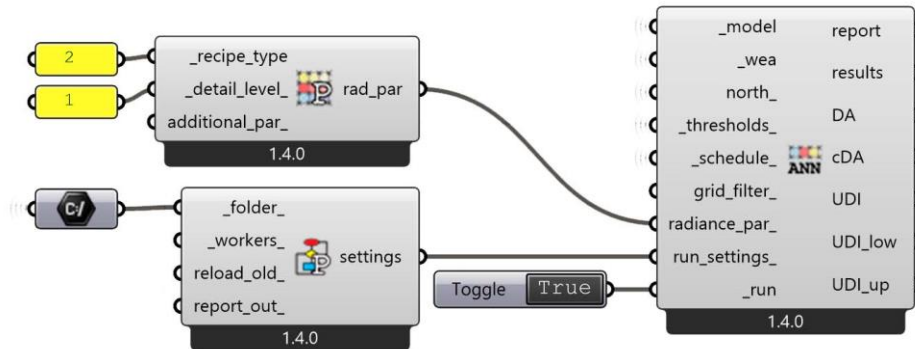 2
1
_recipe_type
_detail_level_
additional_par_
P
rad_par
1.4.0
C:/
_folder_
_workers_
reload_old_
report_out_
P
settings
1.4.0
Toggle True
_model
_wea
north_
_thresholds_
_schedule_
grid_filter_
radiance_par_
run_settings_
_run
ANN
report
results
DA
cDA
UDI
UDI_low
UDI_up
1.4.0